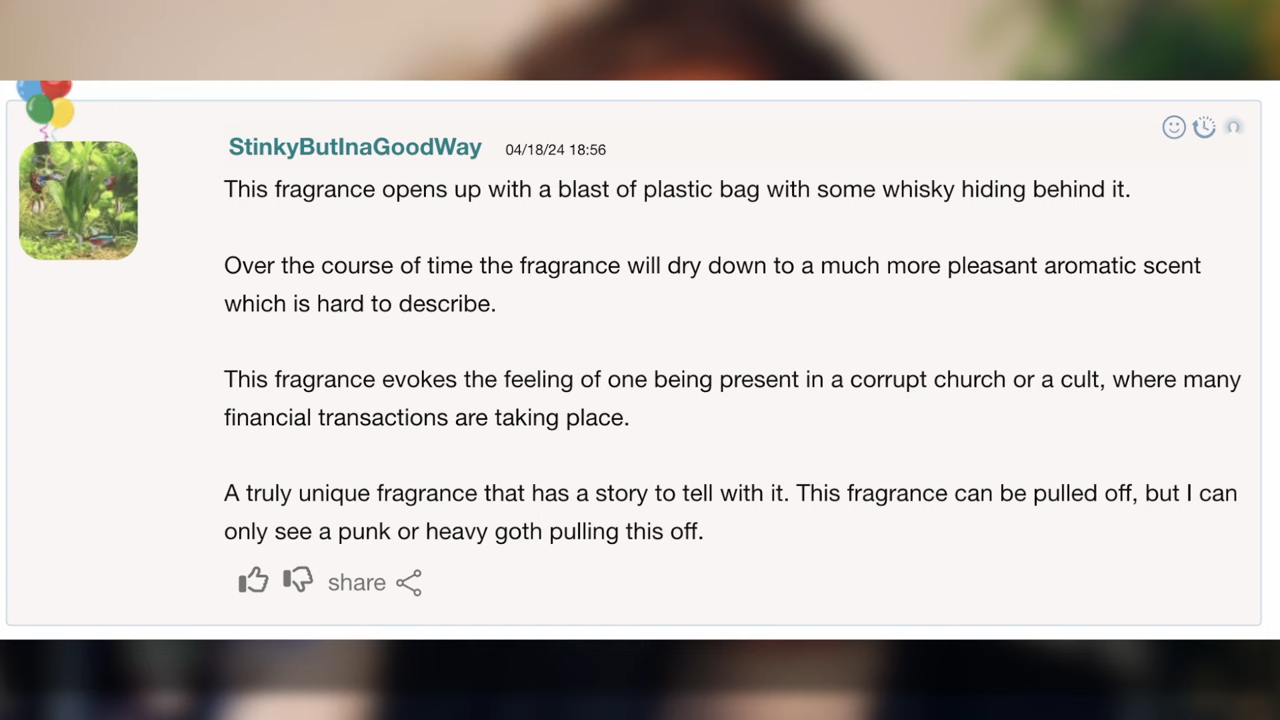 StinkyButInaGoodWay 04/18/24 18:56
This fragrance opens up with a blast of plastic bag with some whisky hiding behind it.
Over the course of time the fragrance will dry down to a much more pleasant aromatic scent
which is hard to describe.
This fragrance evokes the feeling of one being present in a corrupt church or a cult, where many
financial transactions are taking place.
A truly unique fragrance that has a story to tell with it. This fragrance can be pulled off, but I can
only see a punk or heavy goth pulling this off.
share